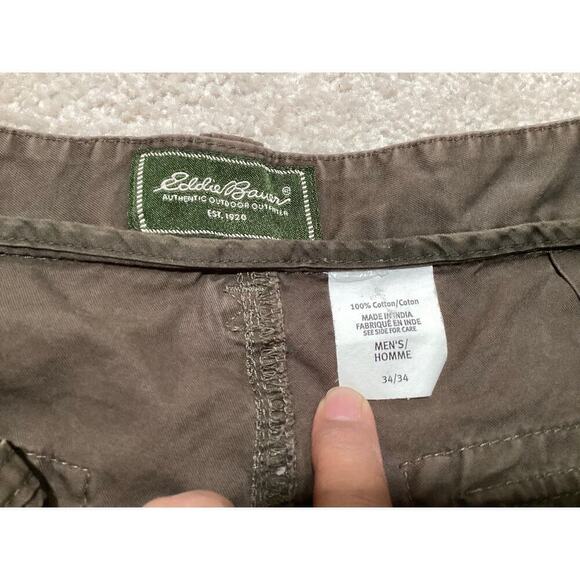 Eddie Bauer
AUTHENTIC OUTDOOR OUTFITTER
EST. 1920
100% Cotton/Coton
MADE IN INDIA
FABRIQUÉ EN INDE
SEE SIDE FOR CARE
MEN'S/
HOMME
34/34